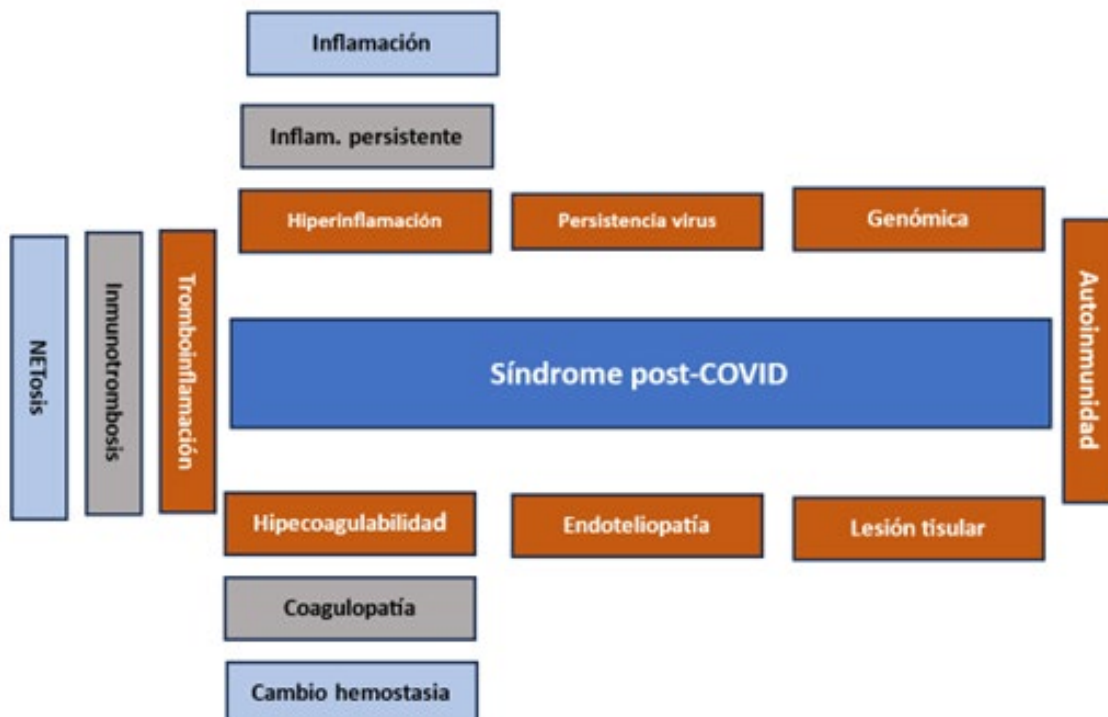 Inflamación
Inflam. persistente
Hiperinflamación
Persistencia virus
Genómica
NETosis
Inmunotrombosis
Tromboinflamación
Síndrome post-COVID
Autoinmunidad
Hipecoagulabilidad
Endoteliopatía
Lesión tisular
Coagulopatía
Cambio hemostasia